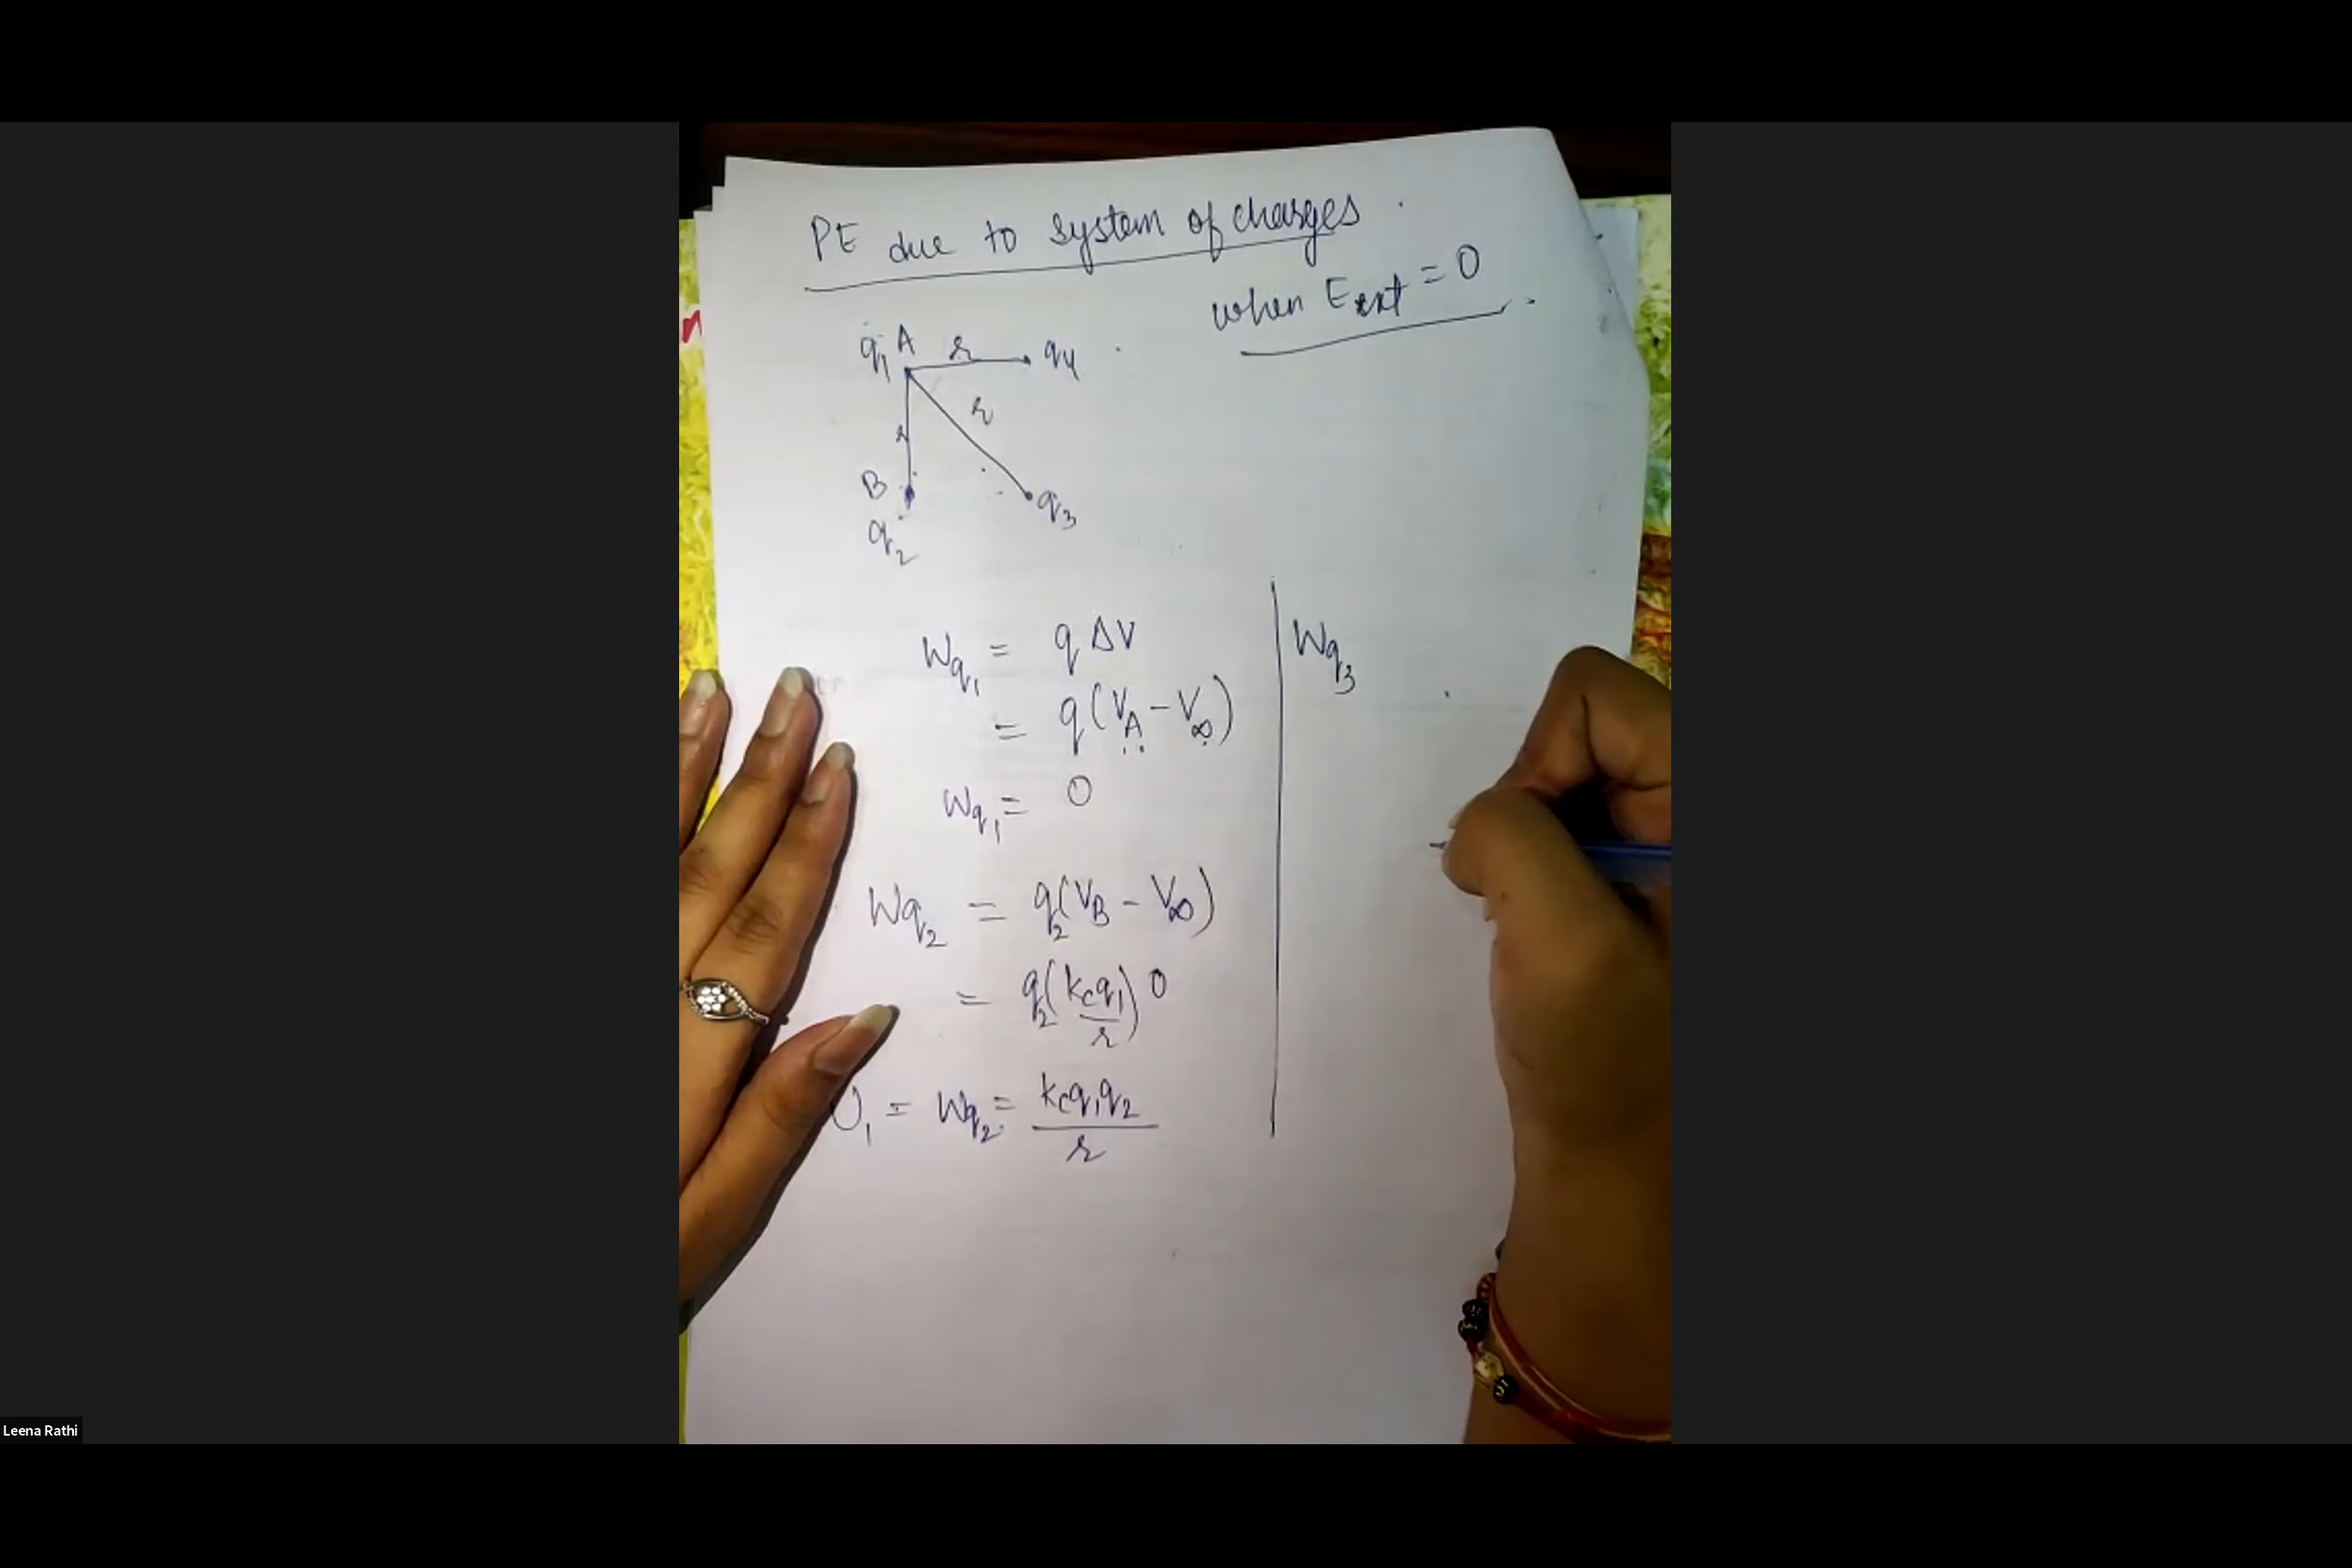 PE due to system of charges.
when E ext = 0
q1 A r q4
r
r
B
q3
q2
Wq1 = q ΔV
= q (VA - V∞)
Wq1 = 0
Wq2 = q2(VB - V∞)
= q2(kcq1/r) 0
U1 = Wq2 = kcq1q2/r
Wq3
Leena Rathi